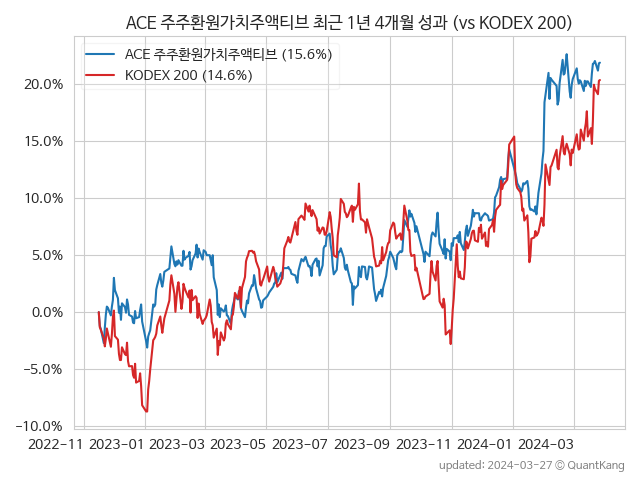 ACE 주주환원가치주액티브 최근 1년 4개월 성과 (vs KODEX 200)
ACE 주주환원가치주액티브 (15.6%)
KODEX 200 (14.6%)
20.0%
15.0%
10.0%
5.0%
0.0%
−5.0%
−10.0%
2022-11 2023-01 2023-03 2023-05 2023-07 2023-09 2023-11 2024-01 2024-03
updated: 2024-03-27 © QuantKang